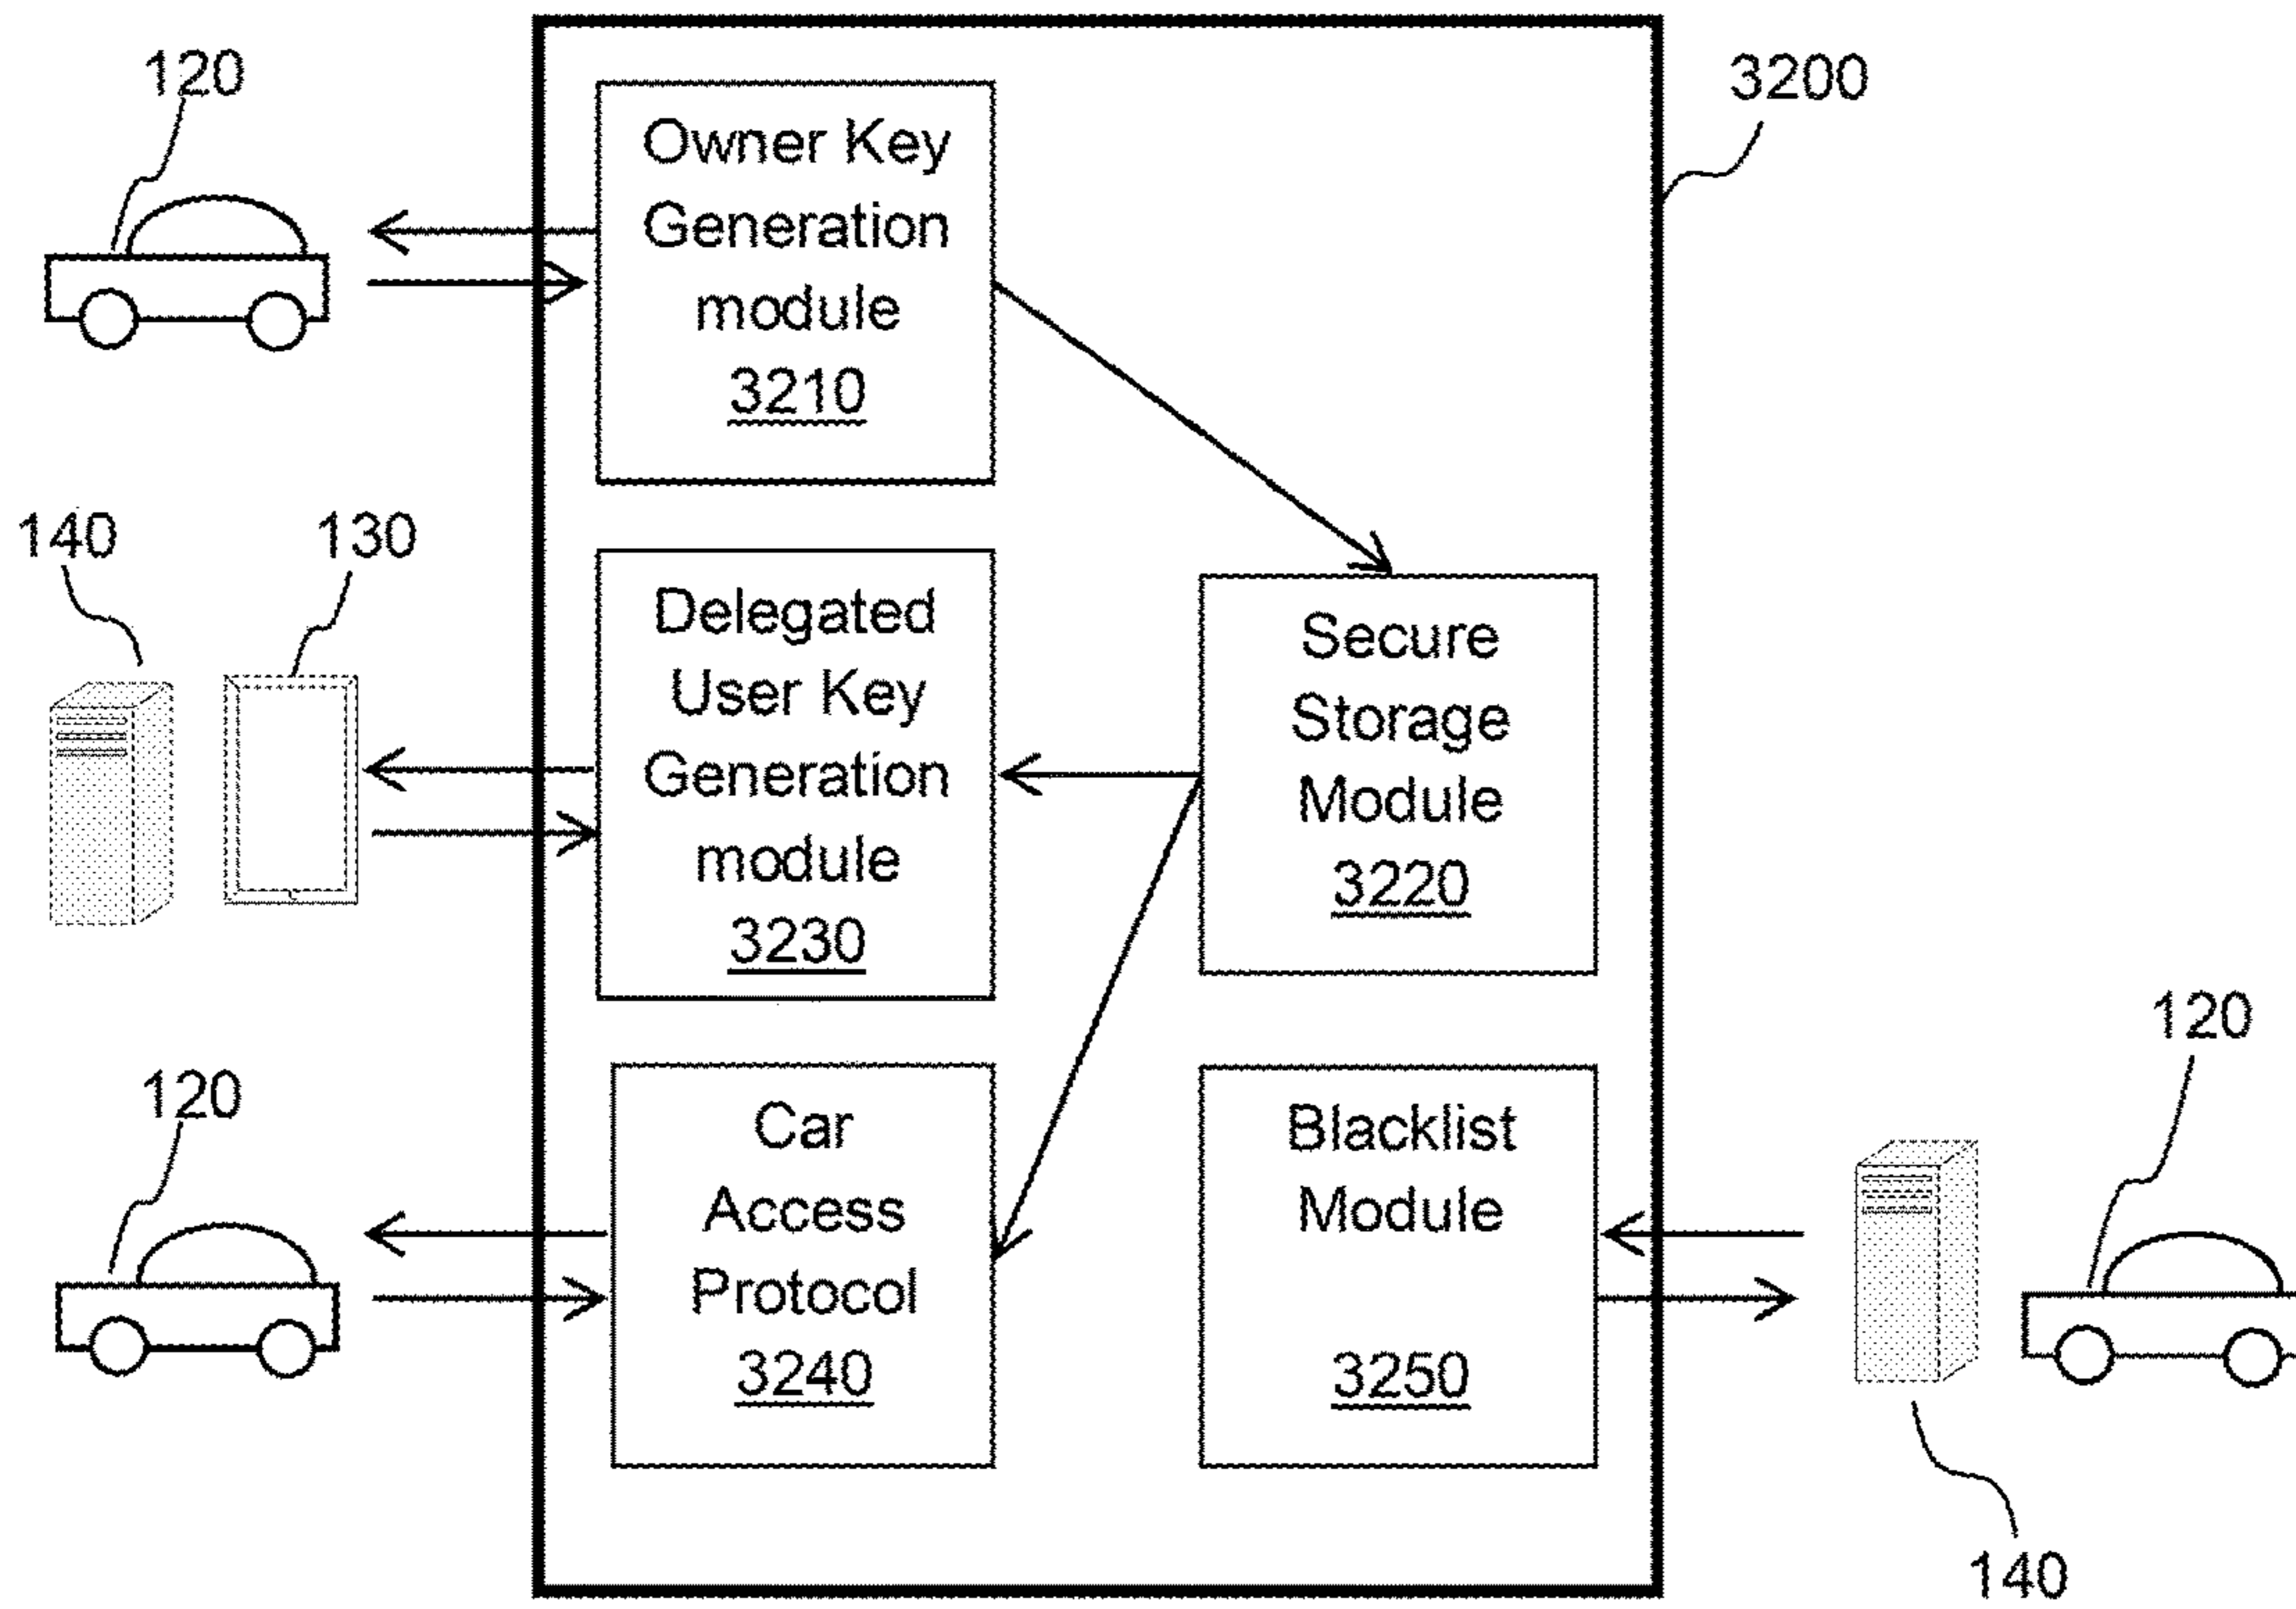 120
3200
Owner Key
Generation
module
3210
140
130
Delegated
User Key
Generation
module
3230
Secure
Storage
Module
3220
120
Car
Access
Protocol
3240
Blacklist
Module
3250
120
140